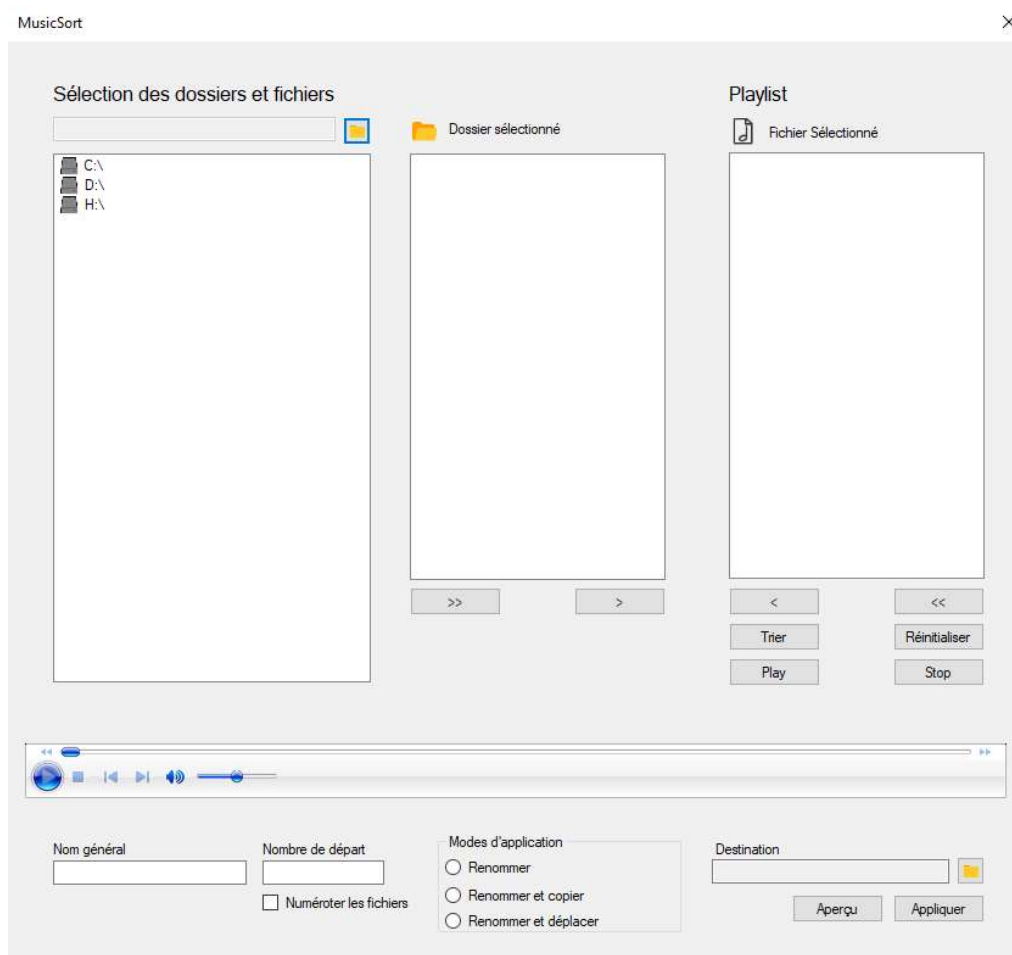 MusicSort
Sélection des dossiers et fichiers
C:\
D:\
H:\
Dossier sélectionné
>>
>
Playlist
Fichier Sélectionné
<
<<
Trier
Réinitialiser
Play
Stop
Nom général
Nombre de départ
Numéroter les fichiers
Modes d'application
Renommer
Renommer et copier
Renommer et déplacer
Destination
Aperçu
Appliquer